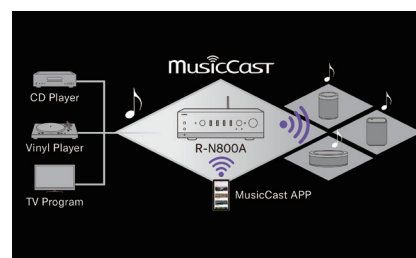 MusicCast
CD Player
R-N800A
Vinyl Player
MusicCast APP
TV Program